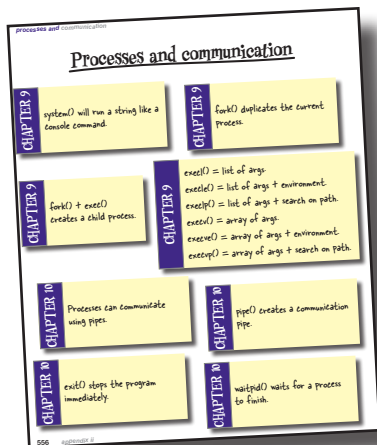 processes and communication
Processes and communication
CHAPTER 9
system() will run a string like a
console command.
CHAPTER 9
fork() duplicates the current
process.
CHAPTER 9
fork() + exec()
creates a child process.
CHAPTER 9
execl() = list of args.
execle() = list of args + environment.
execlp() = list of args + search on path.
execv() = array of args.
execve() = array of args + environment.
execvp() = array of args + search on path.
CHAPTER 10
Processes can communicate
using pipes.
CHAPTER 10
pipe() creates a communication
pipe.
CHAPTER 10
exit() stops the program
immediately.
CHAPTER 10
waitpid() waits for a process
to finish.
556 appendix ii